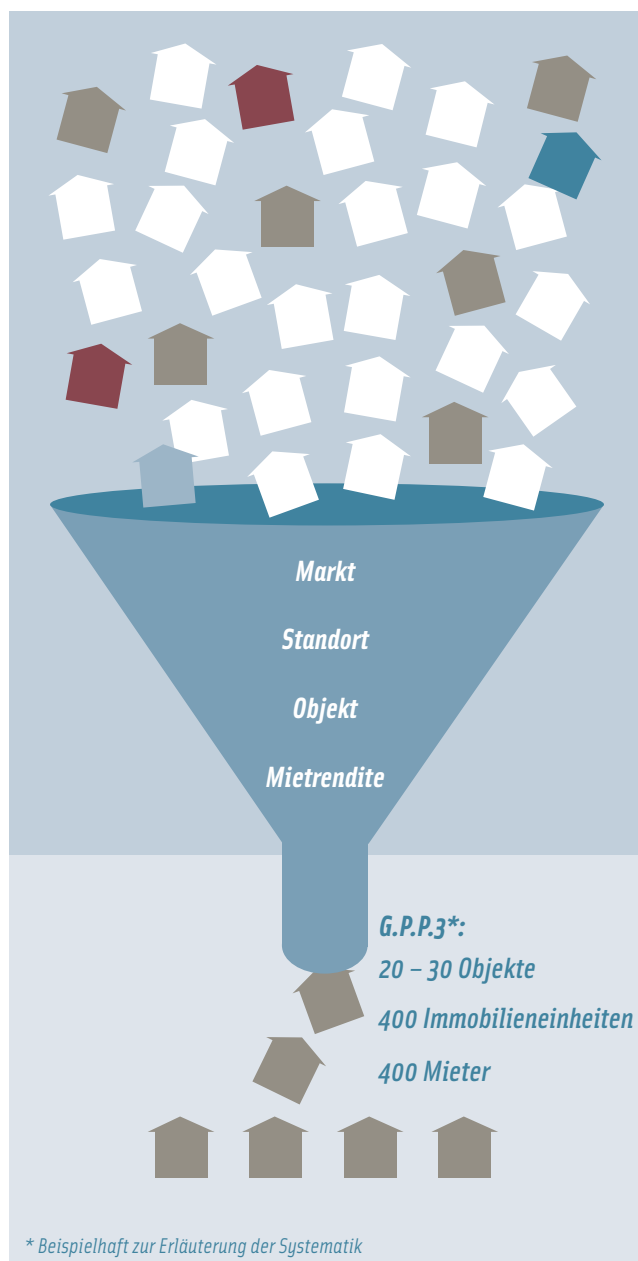 Markt
Standort
Objekt
Mietrendite
G.P.P.3*:
20 – 30 Objekte
400 Immobilieneinheiten
400 Mieter
* Beispielhaft zur Erläuterung der Systematik